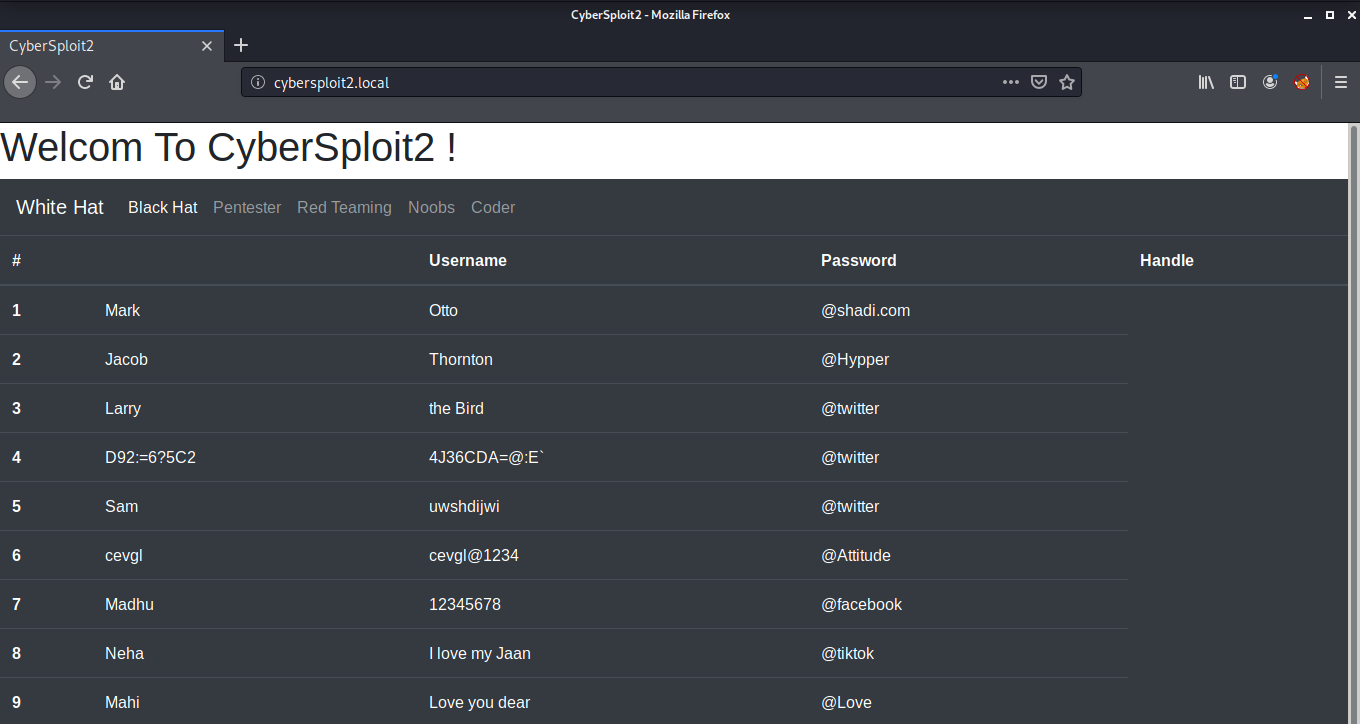 CyberSploit2 - Mozilla Firefox
CyberSploit2
cybersploit2.local
Welcom To CyberSploit2 !
White Hat Black Hat Pentester Red Teaming Noobs Coder
# Username Password Handle
1 Mark Otto @shadi.com
2 Jacob Thornton @Hypper
3 Larry the Bird @twitter
4 D92:=6?5C2 4J36CDA=@:E` @twitter
5 Sam uwshdijwi @twitter
6 cevgl cevgl@1234 @Attitude
7 Madhu 12345678 @facebook
8 Neha I love my Jaan @tiktok
9 Mahi Love you dear @Love